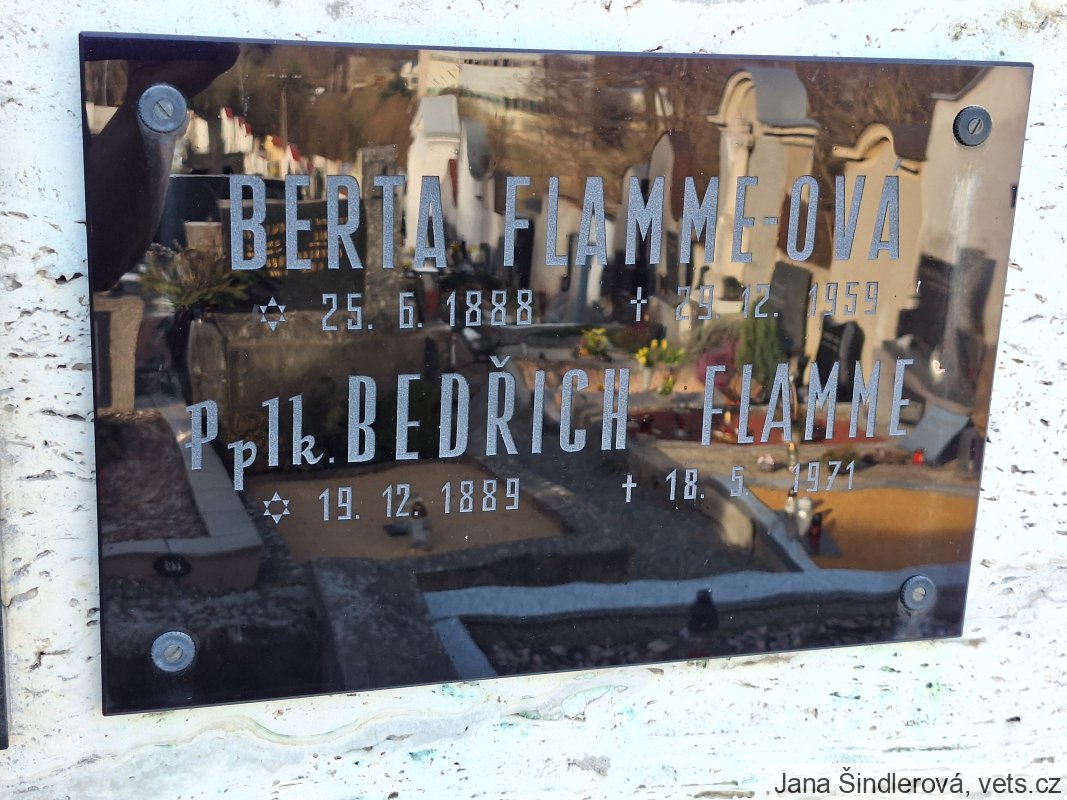 BERTA FLAMME-OVÁ
✡ 25. 6. 1888 † 29. 12. 1959
Pplk. BEDŘICH FLAMME
✡ 19. 12. 1889 † 18. 5. 1971
Jana Šindlerová, vets.cz